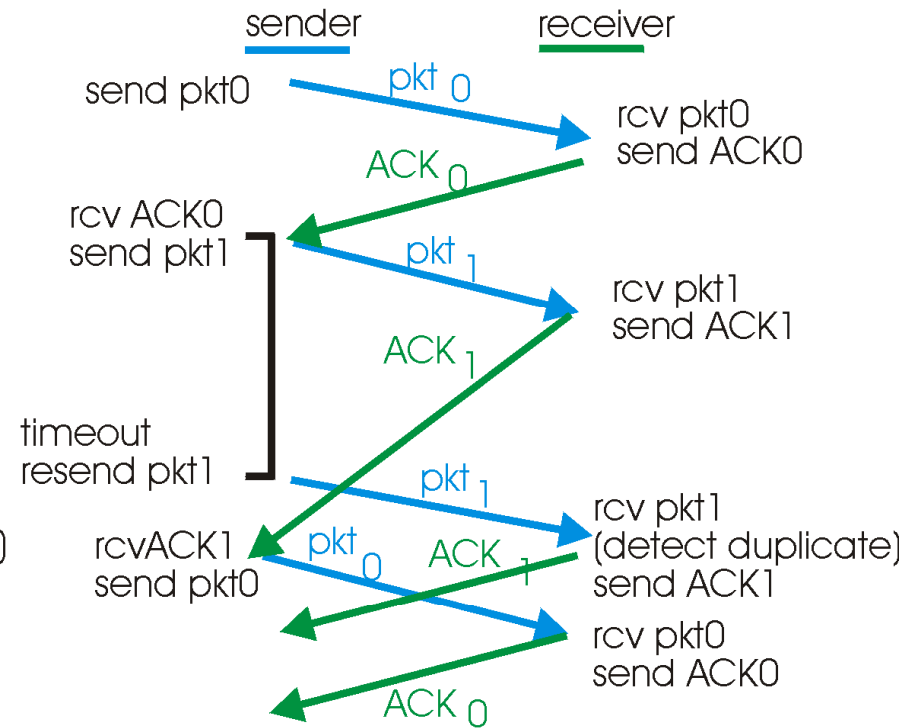 sender receiver
send pkt0
pkt 0
rcv pkt0
send ACK0
ACK 0
rcv ACK0
send pkt1
pkt 1
rcv pkt1
send ACK1
ACK 1
timeout
resend pkt1
pkt 1
rcv pkt1
(detect duplicate)
send ACK1
rcvACK1
send pkt0
pkt 0
ACK 1
rcv pkt0
send ACK0
ACK 0